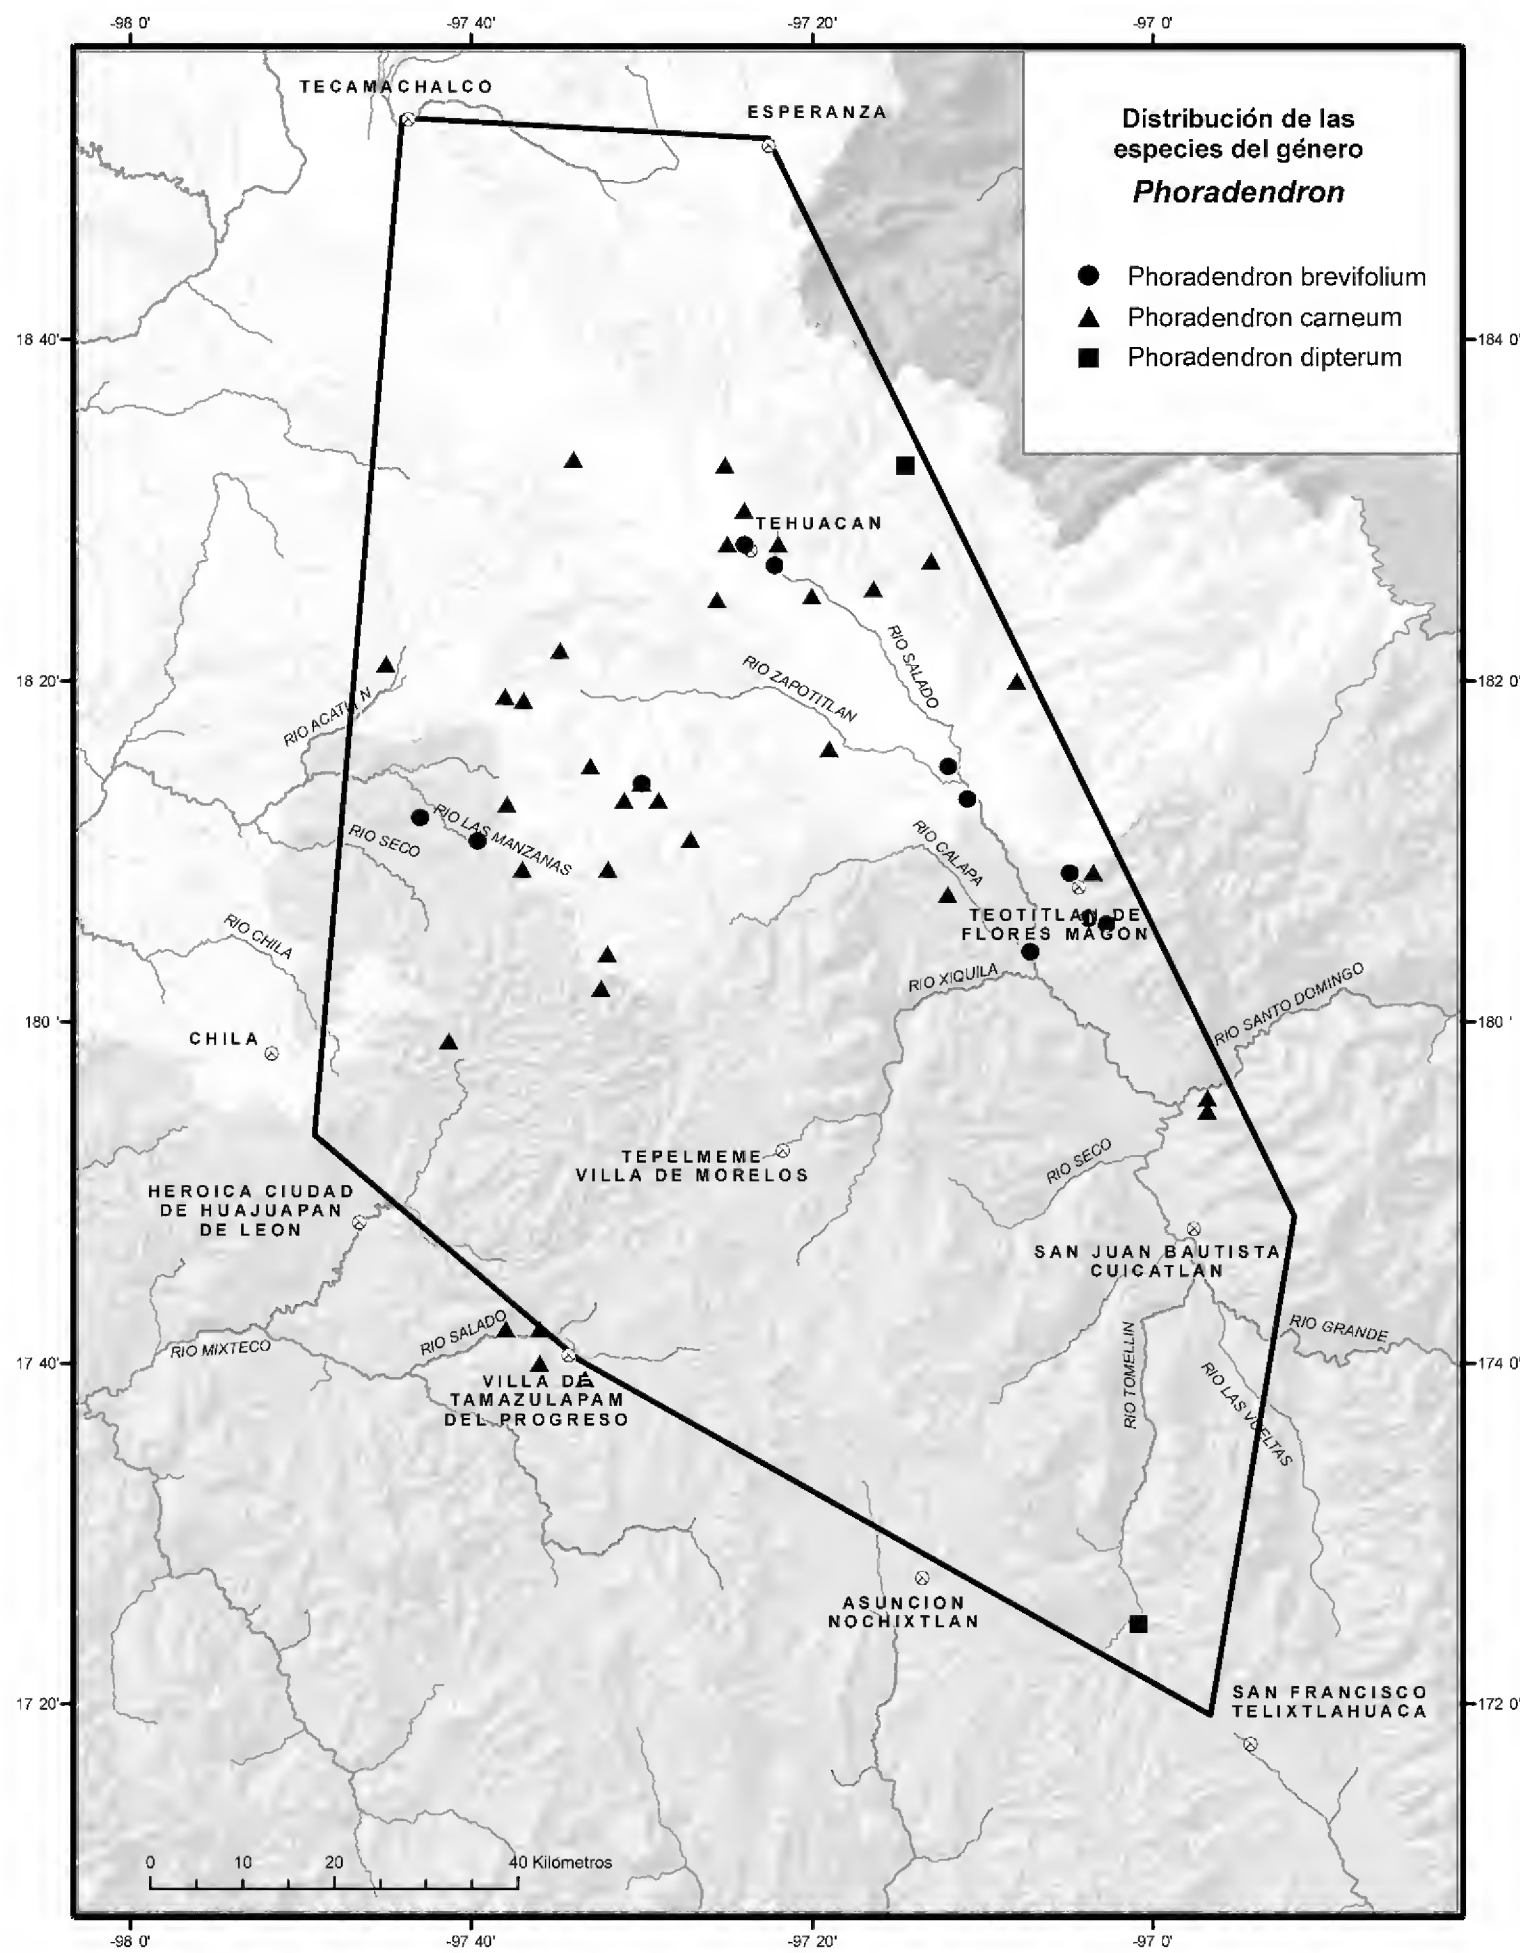 -98 0'
-97 40'
-97 20'
-97 0'
TECAMACHALCO
ESPERANZA
Distribución de las
especies del género
Phoradendron
Phoradendron brevifolium
Phoradendron carneum
Phoradendron dipterum
18 40'
184 0'
TEHUACAN
RIO SALADO
RIO ZAPOTITLAN
18 20'
182 0'
RIO LAS MANZANAS
RIO SECO
RIO CALAPA
TEOTITLAN DE
FLORES MAGON
RIO CHILA
RIO XIQUILA
RIO SANTO DOMINGO
180 '
180 '
CHILA
TEPELMEME
VILLA DE MORELOS
RIO SECO
HEROICA CIUDAD
DE HUAJUAPAN
DE LEON
SAN JUAN BAUTISTA
CUICATLAN
RIO GRANDE
RIO SALADO
RIO MIXTECO
RIO TOMELLIN
RIO LAS VUELTAS
17 40'
174 0'
VILLA DE
TAMAZULAPAM
DEL PROGRESO
ASUNCION
NOCHIXTLAN
SAN FRANCISCO
TELIXTLAHUACA
17 20'
172 0'
0 10 20 40 Kilómetros
-98 0'
-97 40'
-97 20'
-97 0'